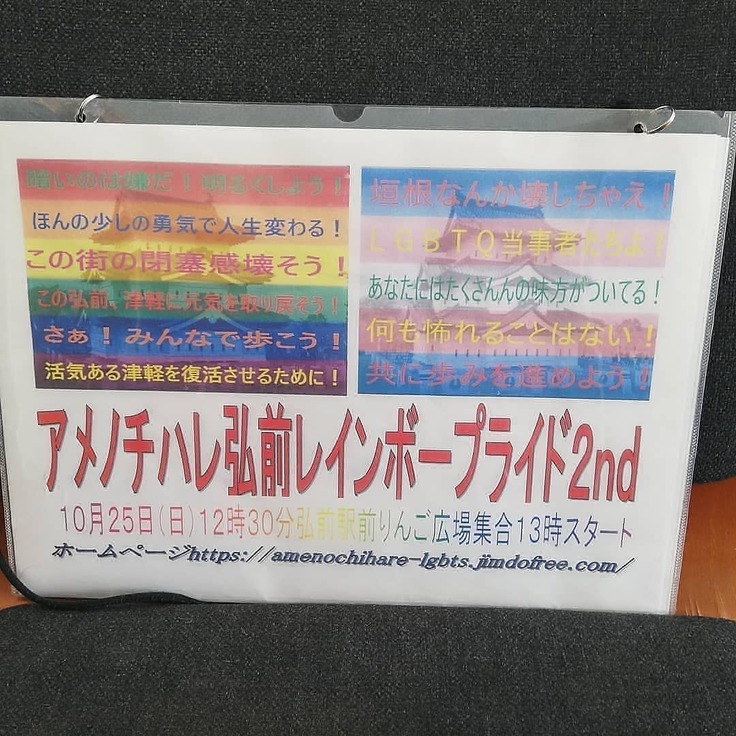 暗いのは嫌だ！明るくしよう！
ほんの少しの勇気で人生変わる！
この街の閉塞感壊そう！
この弘前、津軽に元気を取り戻そう！
さぁ！みんなで歩こう！
活気ある津軽を復活させるために！
垣根なんか壊しちゃえ！
LGBTQ当事者たちよ！
あなたにはたくさんんの味方がついてる！
何も怖れることはない！
共に歩みを進めよう！
アメノチハレ弘前レインボープライド2nd
10月25日(日)12時30分弘前駅前りんご広場集合13時スタート
ホームページhttps://amenochihare-lgbts.jimdofree.com/